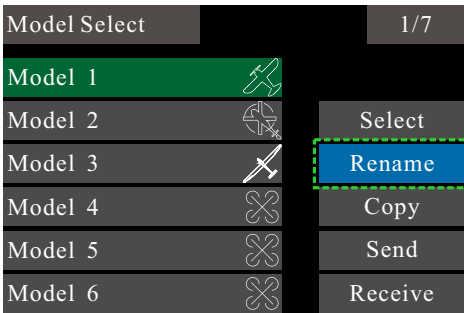 Model Select
1/7
Model 1
Model 2
Select
Model 3
Rename
Model 4
Copy
Model 5
Send
Model 6
Receive